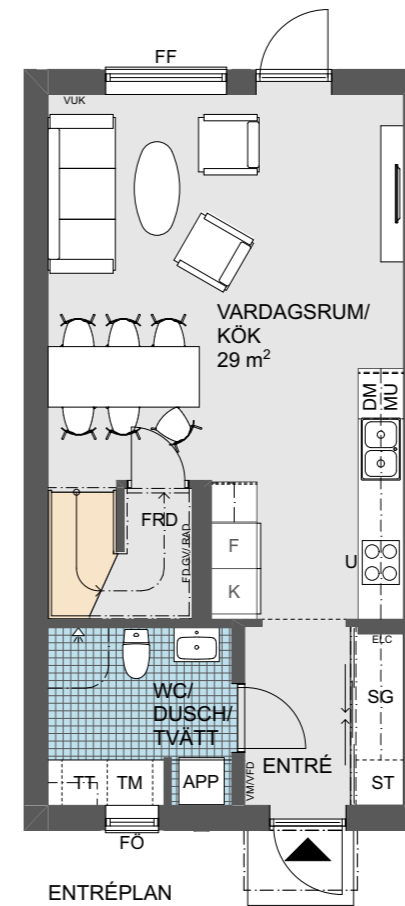 FF
VUK
VARDAGSRUM/
KÖK
29 m²
DM
MU
FRD
FD GV/ RAD
F
K
U
ELC
WC/
DUSCH/
TVÄTT
SG
ENTRÉ
VM/VFD
TT
TM
APP
ST
FÖ
ENTRÉPLAN